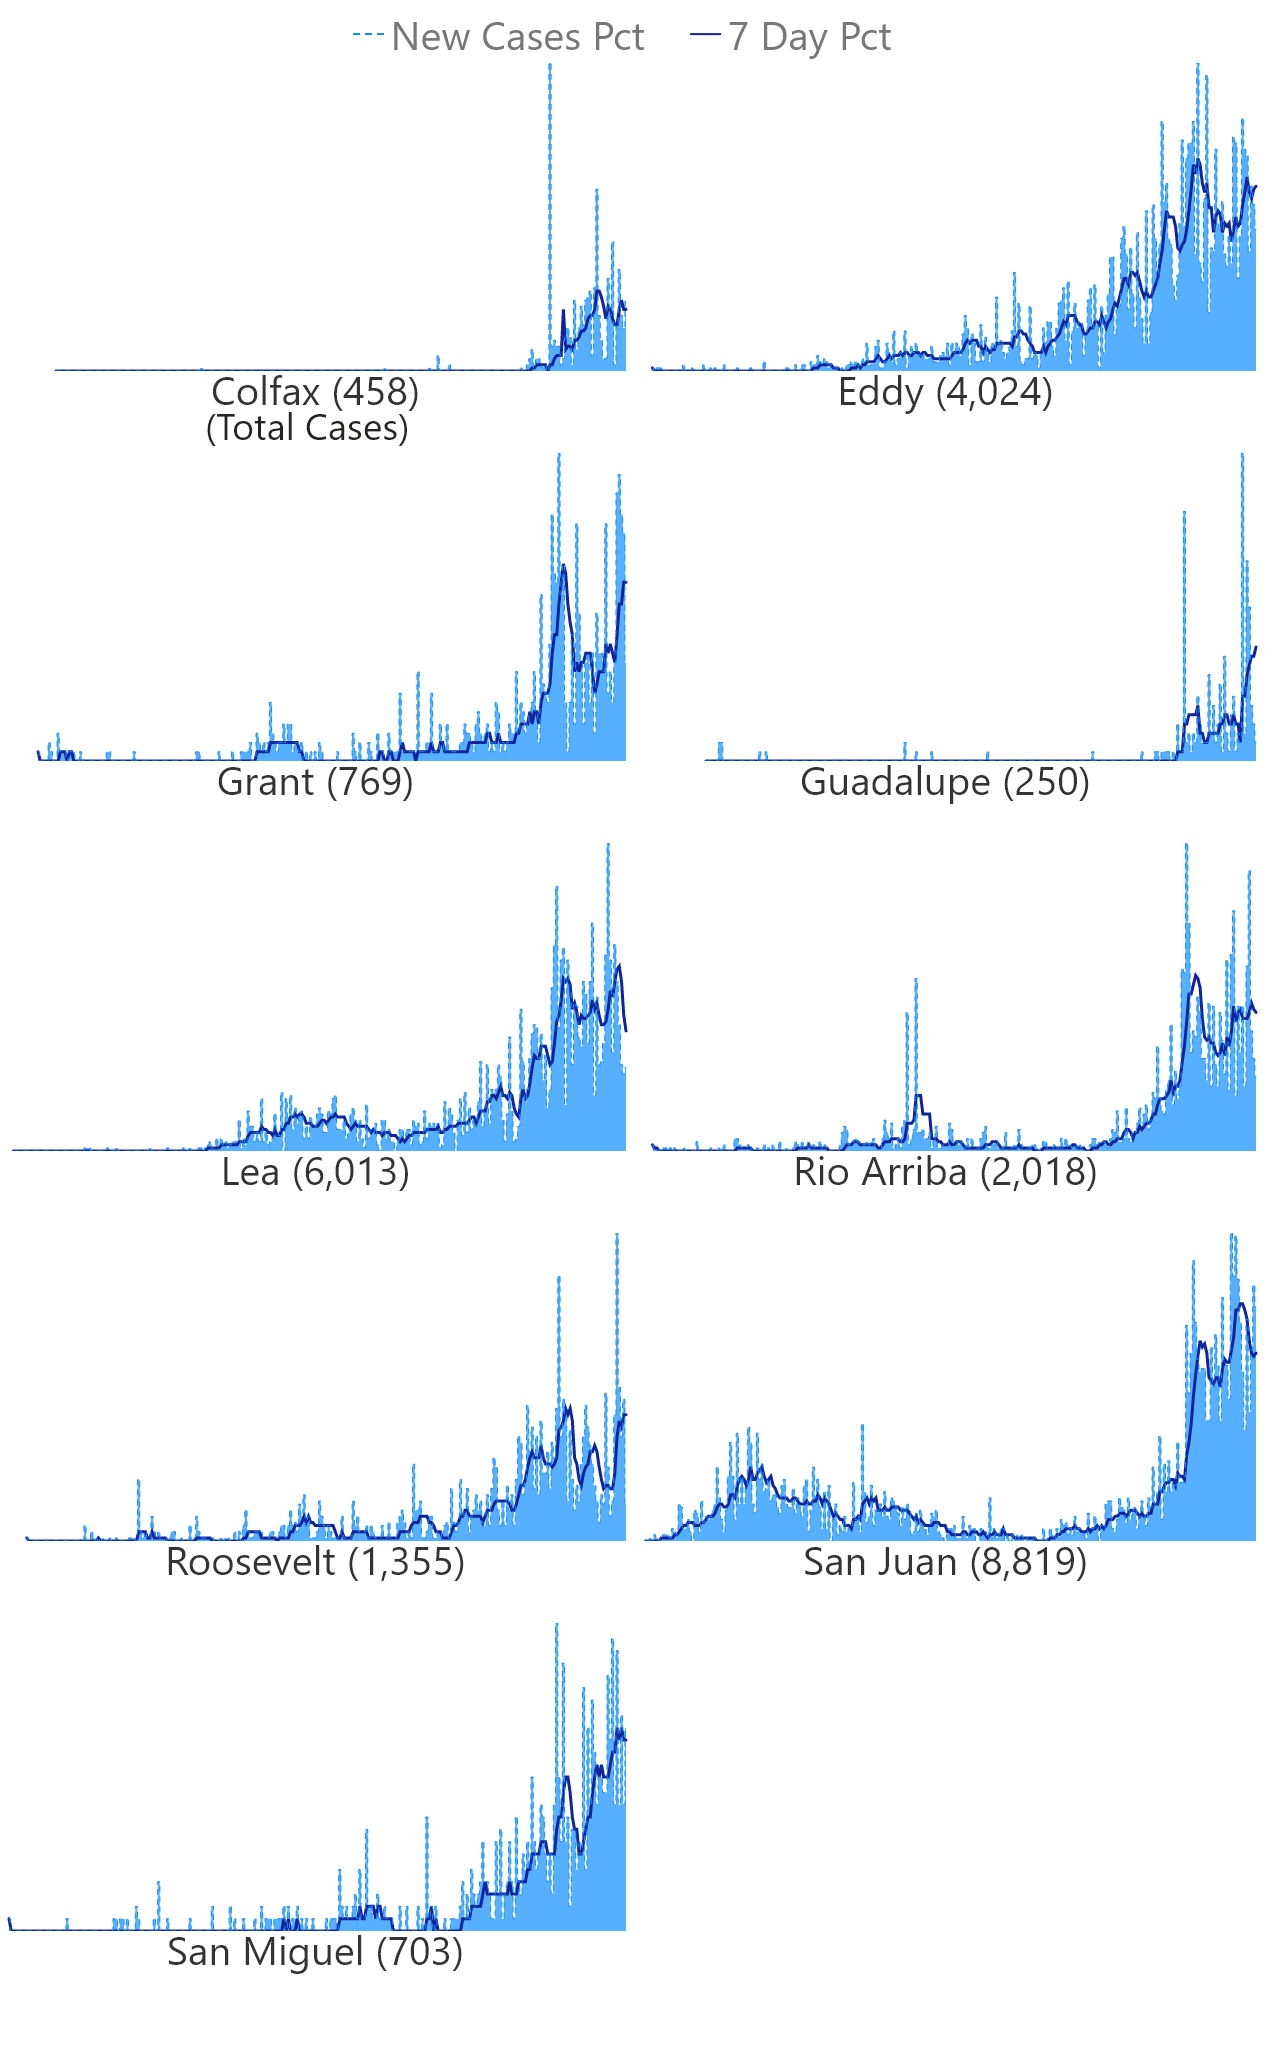 New Cases Pct 7 Day Pct
Colfax (458) Eddy (4,024)
(Total Cases)
Grant (769) Guadalupe (250)
Lea (6,013) Rio Arriba (2,018)
Roosevelt (1,355) San Juan (8,819)
San Miguel (703)